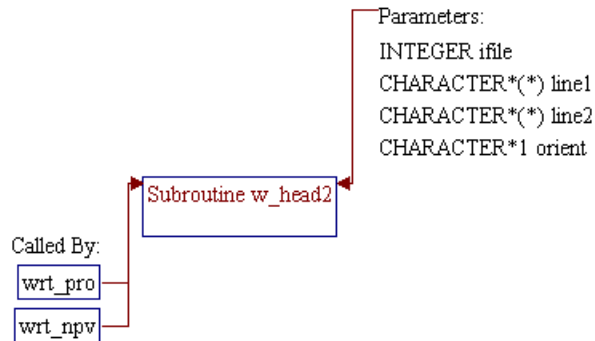 Parameters:
INTEGER ifile
CHARACTER*(*) line1
CHARACTER*(*) line2
CHARACTER*1 orient
Subroutine w_head2
Called By:
wrt_pro
wrt_npv